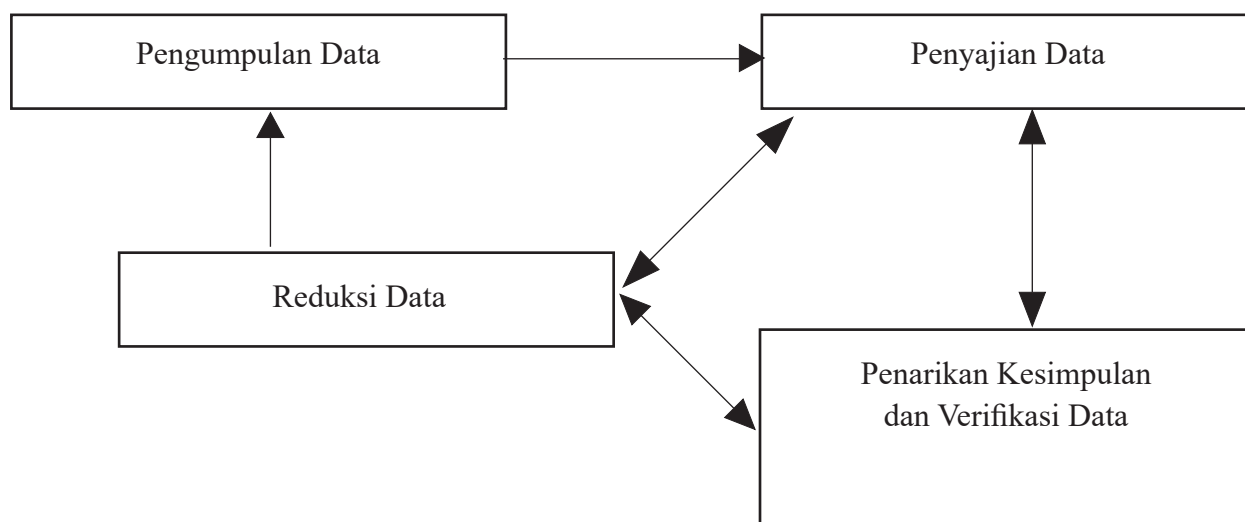 Pengumpulan Data
Penyajian Data
Reduksi Data
Penarikan Kesimpulan
dan Verifikasi Data